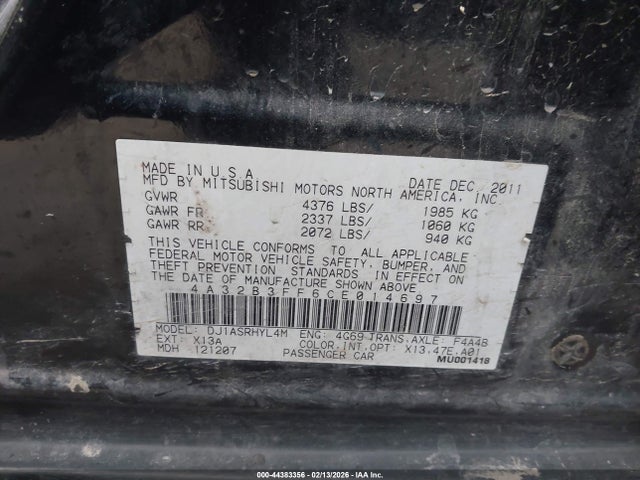 MADE IN U.S.A. DATE DEC. 2011
MFD BY MITSUBISHI MOTORS NORTH AMERICA, INC.
GVWR 4376 LBS/ 1985 KG
GAWR FR 2337 LBS/ 1060 KG
GAWR RR 2072 LBS/ 940 KG
THIS VEHICLE CONFORMS TO ALL APPLICABLE
FEDERAL MOTOR VEHICLE SAFETY, BUMPER, AND
THEFT PREVENTION STANDARDS IN EFFECT ON
THE DATE OF MANUFACTURE SHOWN ABOVE.
4A32B3FF6CE014697
MODEL: DJ1ASRHYL4M ENG: 4G69 TRANS.AXLE: F4A4B
EXT: X13A COLOR.INT.OPT: X13.47E.A01
MDH : 121207 PASSENGER CAR MU001418
000-44383356 - 02/13/2026 - IAA Inc.